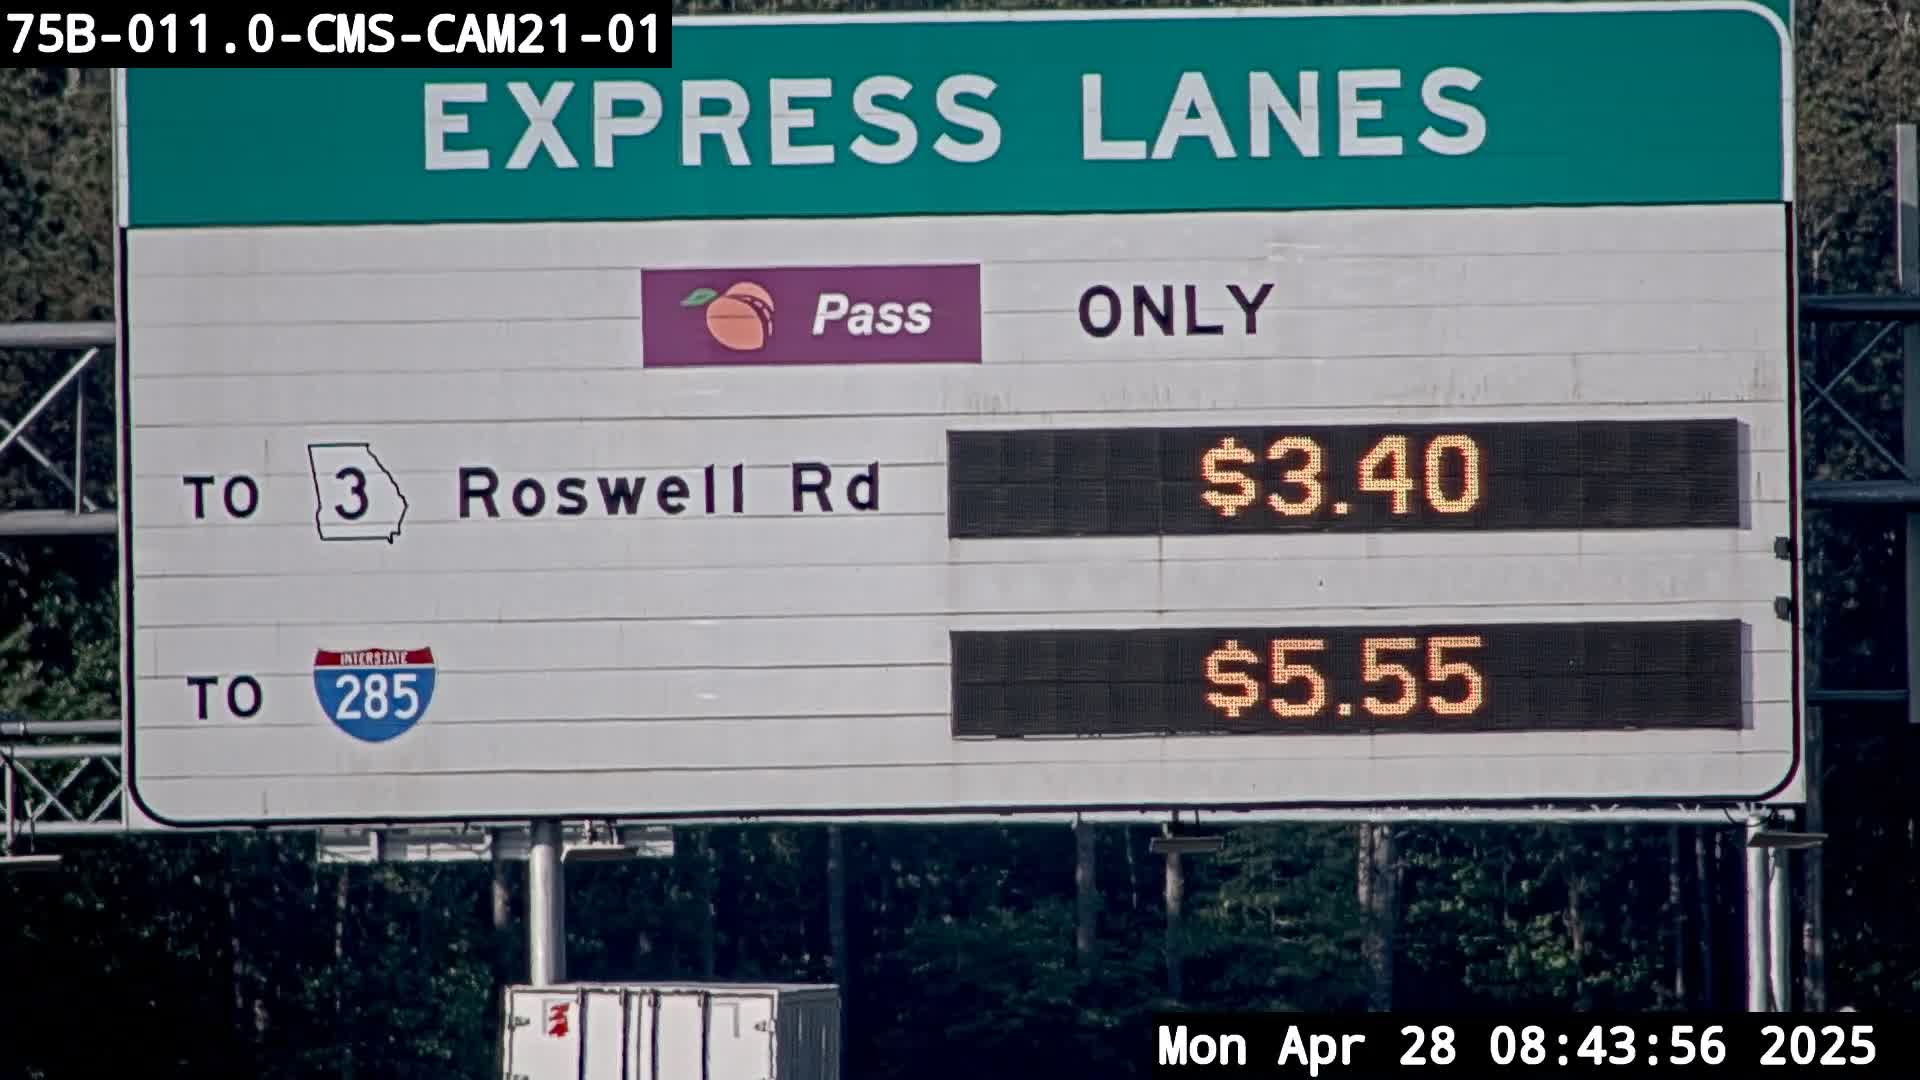 75B-011.0-CMS-CAM21-01
EXPRESS LANES
Pass ONLY
TO 3 Roswell Rd $3.40
TO INTERSTATE 285 $5.55
Mon Apr 28 08:43:56 2025